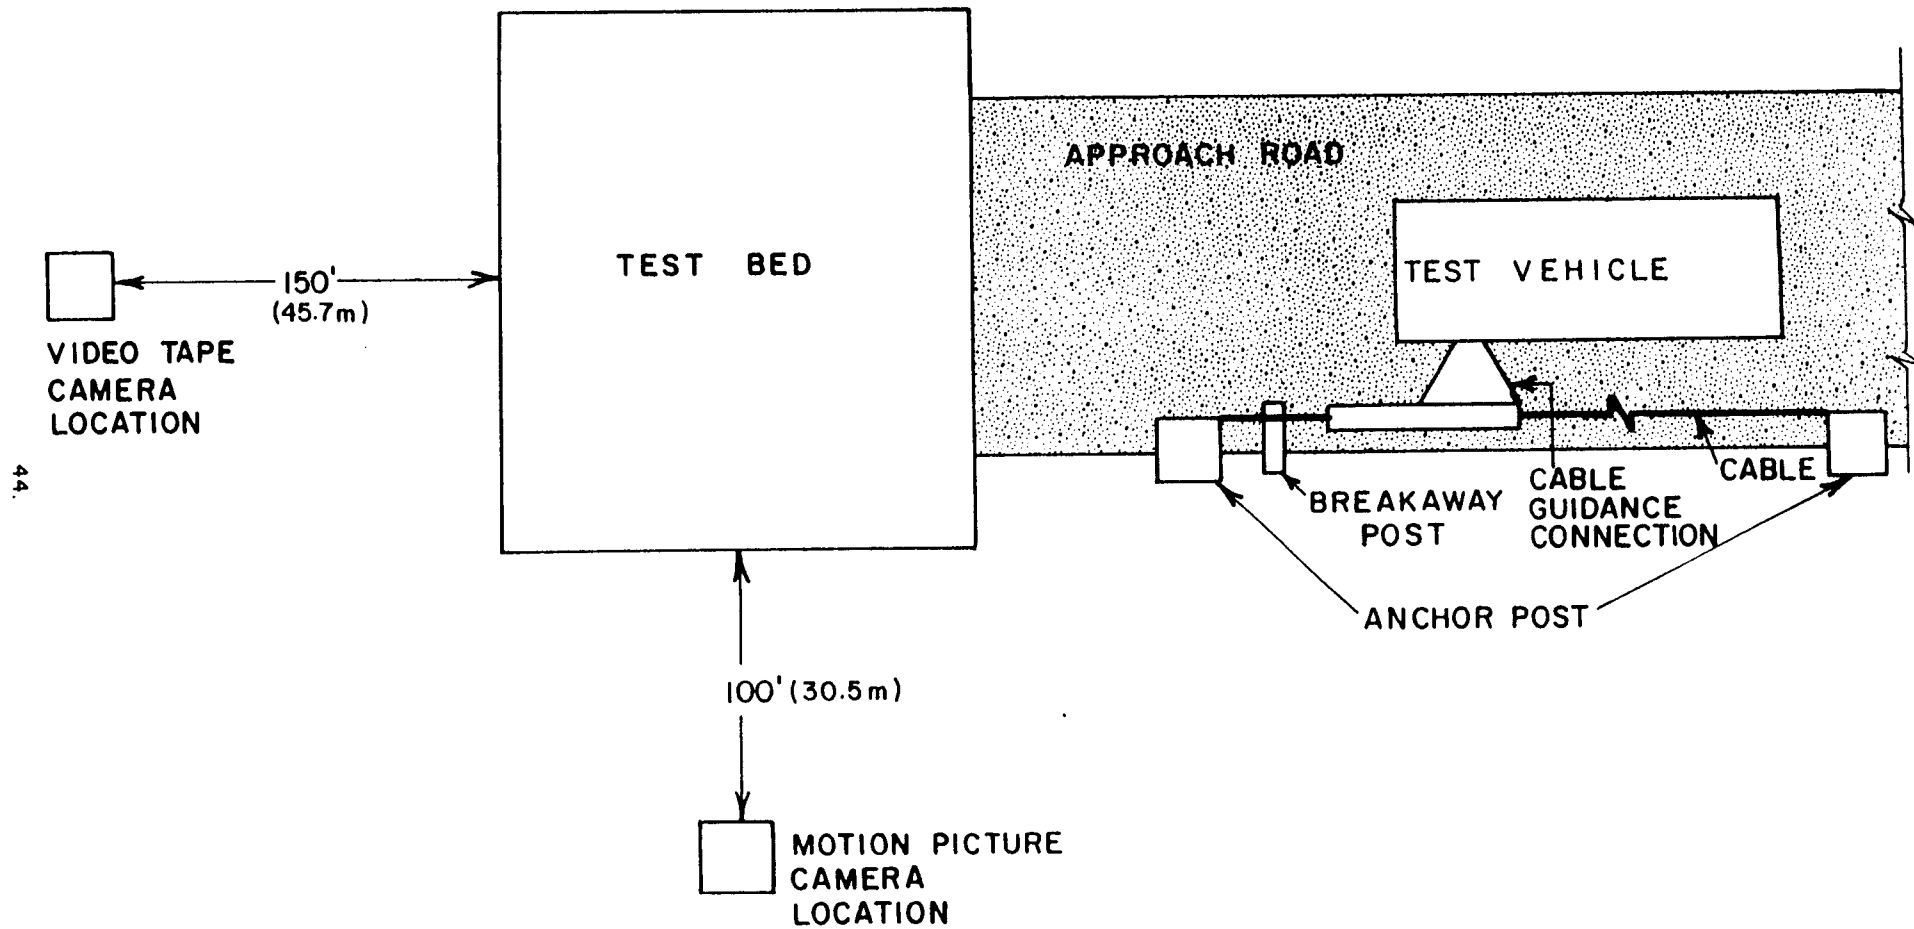 APPROACH ROAD
TEST BED
TEST VEHICLE
150'
(45.7m)
VIDEO TAPE
CAMERA
LOCATION
CABLE
BREAKAWAY
POST
CABLE
GUIDANCE
CONNECTION
ANCHOR POST
100' (30.5m)
MOTION PICTURE
CAMERA
LOCATION
44.